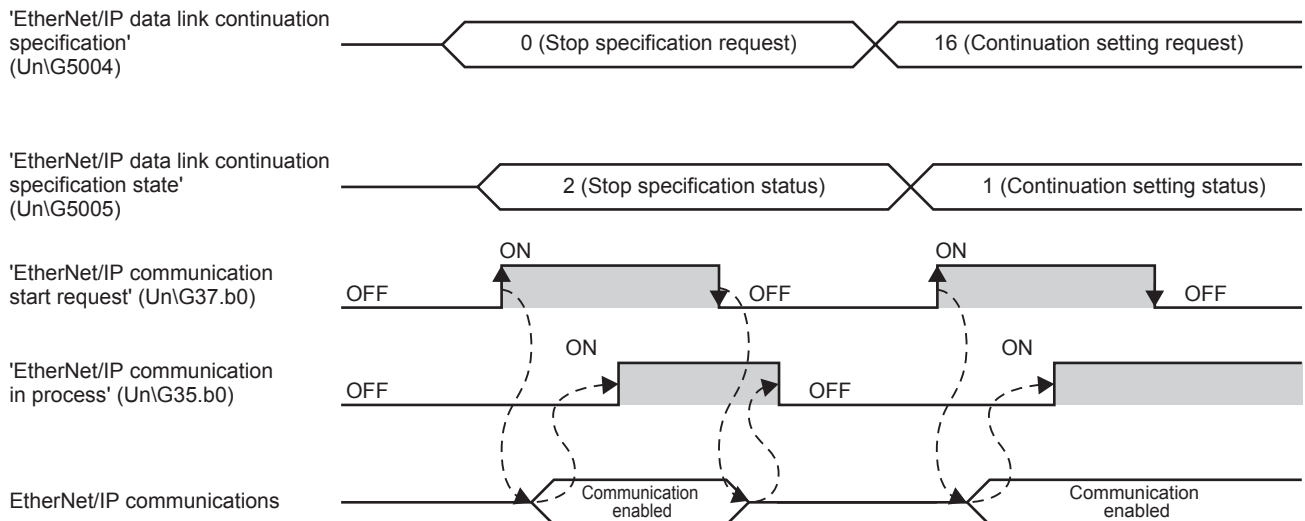 'EtherNet/IP data link continuation
specification'
(Un\G5004)
0 (Stop specification request)
16 (Continuation setting request)
'EtherNet/IP data link continuation
specification state'
(Un\G5005)
2 (Stop specification status)
1 (Continuation setting status)
'EtherNet/IP communication
start request' (Un\G37.b0)
OFF
ON
OFF
ON
OFF
'EtherNet/IP communication
in process' (Un\G35.b0)
OFF
ON
OFF
ON
EtherNet/IP communications
Communication
enabled
Communication
enabled